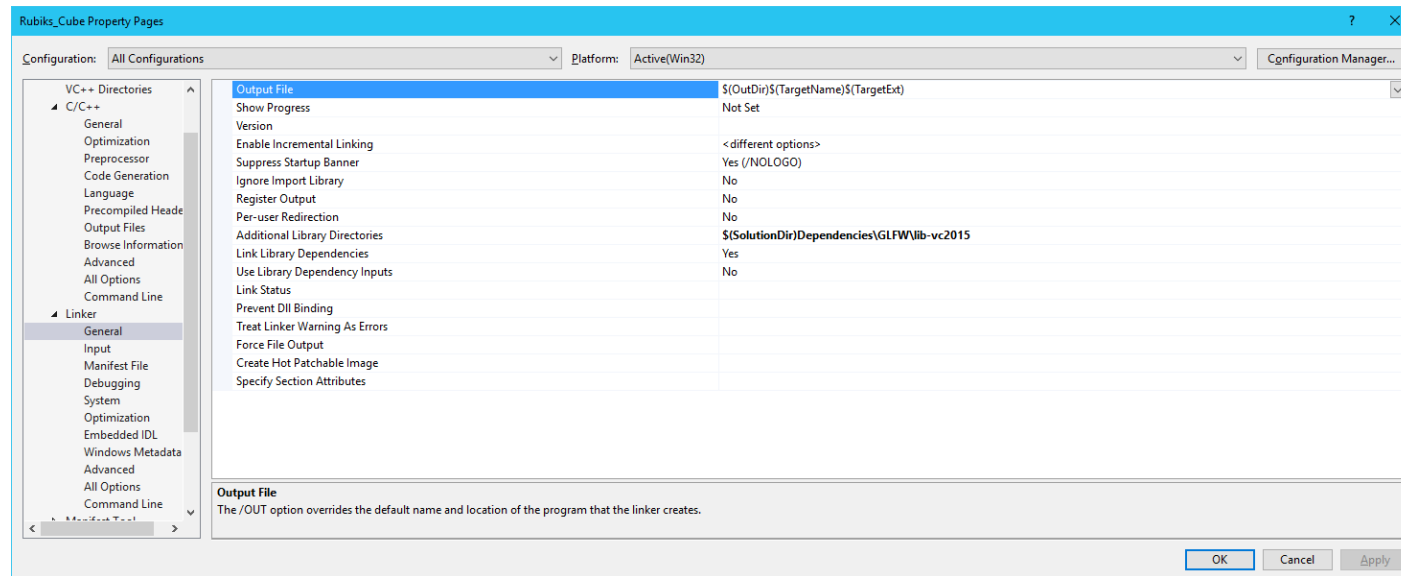 Rubiks_Cube Property Pages ? ×
Configuration: All Configurations Platform: Active(Win32) Configuration Manager...
VC++ Directories
C/C++
General
Optimization
Preprocessor
Code Generation
Language
Precompiled Heade
Output Files
Browse Information
Advanced
All Options
Command Line
Linker
General
Input
Manifest File
Debugging
System
Optimization
Embedded IDL
Windows Metadata
Advanced
All Options
Command Line
Manifest Tool
Output File $(OutDir)$(TargetName)$(TargetExt)
Show Progress Not Set
Version
Enable Incremental Linking <different options>
Suppress Startup Banner Yes (/NOLOGO)
Ignore Import Library No
Register Output No
Per-user Redirection No
Additional Library Directories $(SolutionDir)Dependencies\GLFW\lib-vc2015
Link Library Dependencies Yes
Use Library Dependency Inputs No
Link Status
Prevent Dll Binding
Treat Linker Warning As Errors
Force File Output
Create Hot Patchable Image
Specify Section Attributes
Output File
The /OUT option overrides the default name and location of the program that the linker creates.
OK Cancel Apply